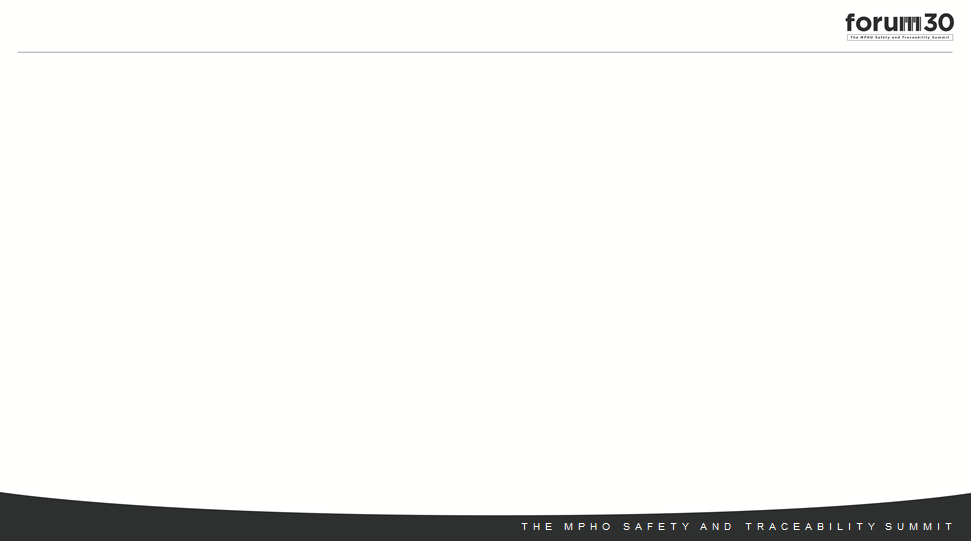 forum30
The MPHO Safety and Traceability Summit
THE MPHO SAFETY AND TRACEABILITY SUMMIT